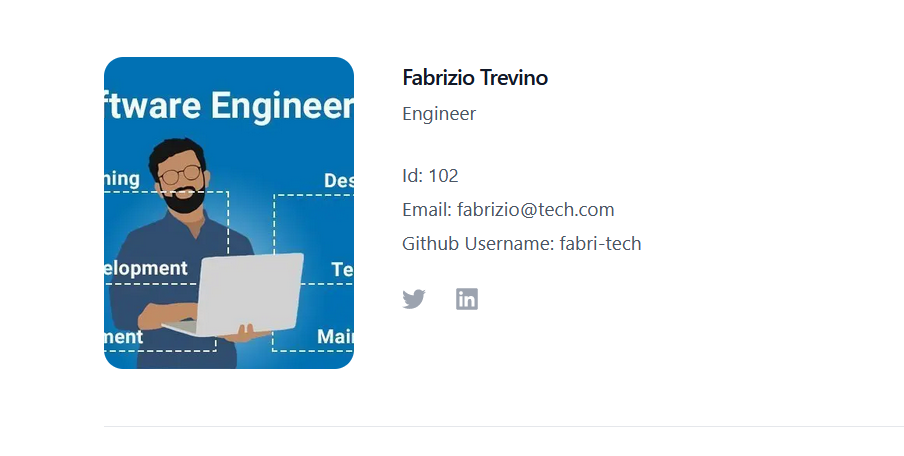 ftware Engineer
ning
Des
elopment
Te
ment
Mai
Fabrizio Trevino
Engineer
Id: 102
Email: fabrizio@tech.com
Github Username: fabri-tech
in